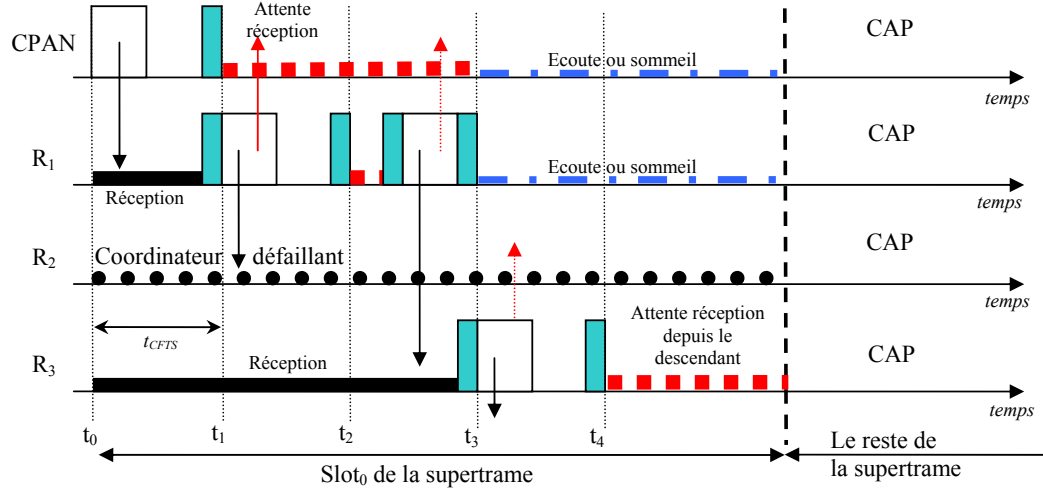 Attente
réception
CPAN
CAP
Ecoute ou sommeil
temps
R1
CAP
Ecoute ou sommeil
Réception
temps
R2
Coordinateur défaillant
CAP
temps
tCFTS
Attente réception
depuis le
descendant
R3
Réception
CAP
temps
t0 t1 t2 t3 t4
Slot0 de la supertrame
Le reste de
la supertrame